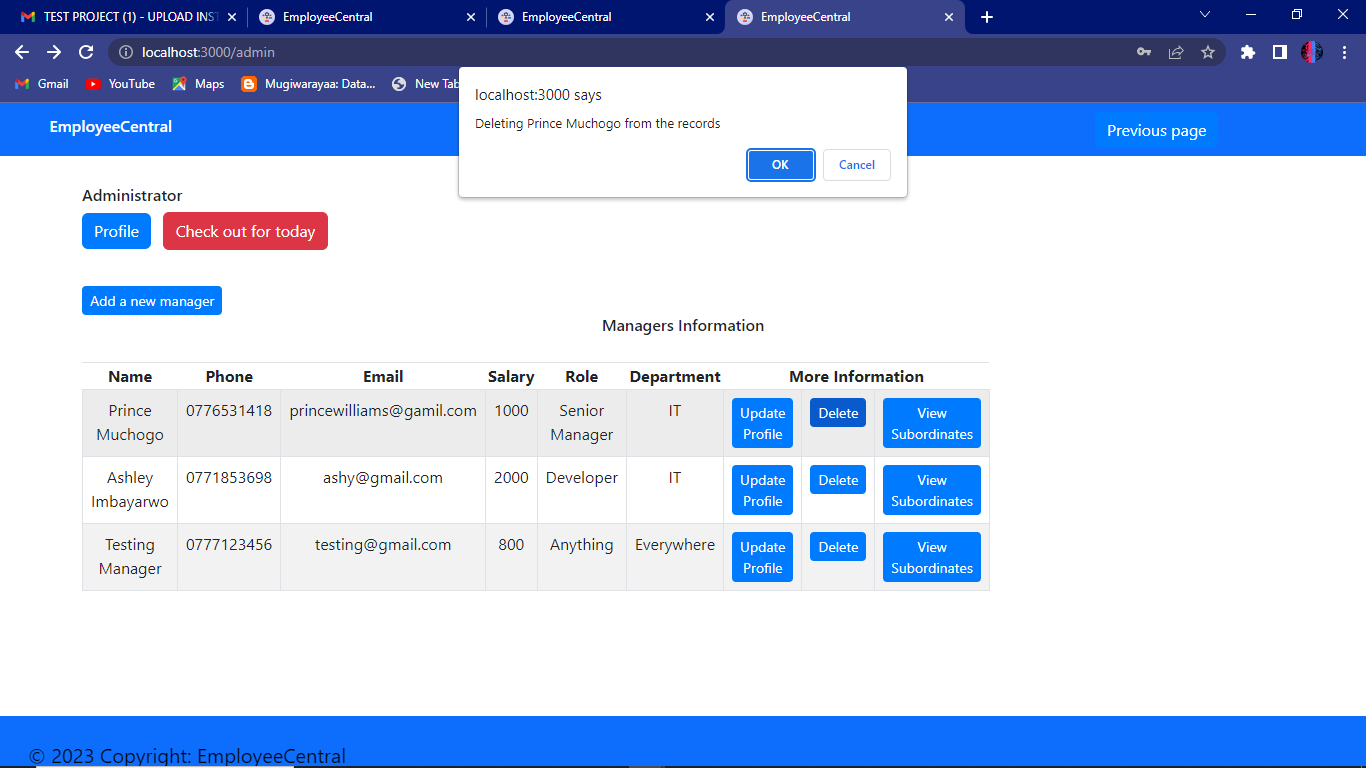 TEST PROJECT (1) - UPLOAD INST
EmployeeCentral
EmployeeCentral
EmployeeCentral
localhost:3000/admin
Gmail
YouTube
Maps
Mugiwarayaa: Data...
New Tab
localhost:3000 says
Deleting Prince Muchogo from the records
OK
Cancel
EmployeeCentral
Previous page
Administrator
Profile
Check out for today
Add a new manager
Managers Information
Name Phone Email Salary Role Department More Information
Prince Muchogo 0776531418 princewilliams@gamil.com 1000 Senior Manager IT Update Profile Delete View Subordinates
Ashley Imbayarwo 0771853698 ashy@gmail.com 2000 Developer IT Update Profile Delete View Subordinates
Testing Manager 0777123456 testing@gmail.com 800 Anything Everywhere Update Profile Delete View Subordinates
© 2023 Copyright: EmployeeCentral